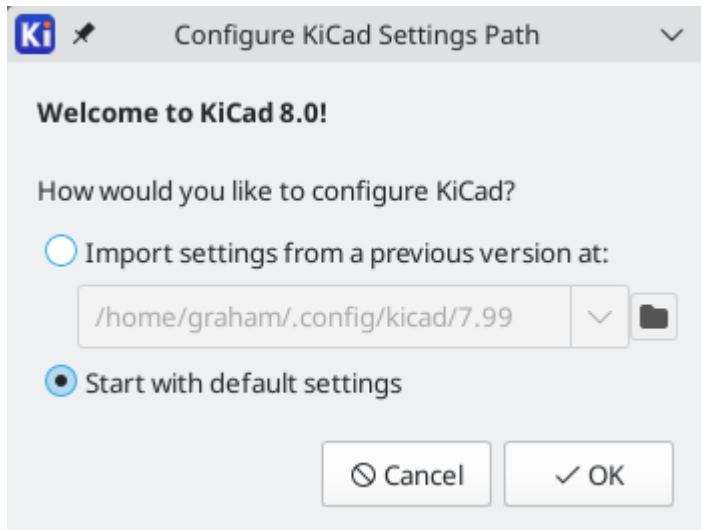 Ki Configure KiCad Settings Path
Welcome to KiCad 8.0!
How would you like to configure KiCad?
Import settings from a previous version at:
/home/graham/.config/kicad/7.99
Start with default settings
Cancel OK